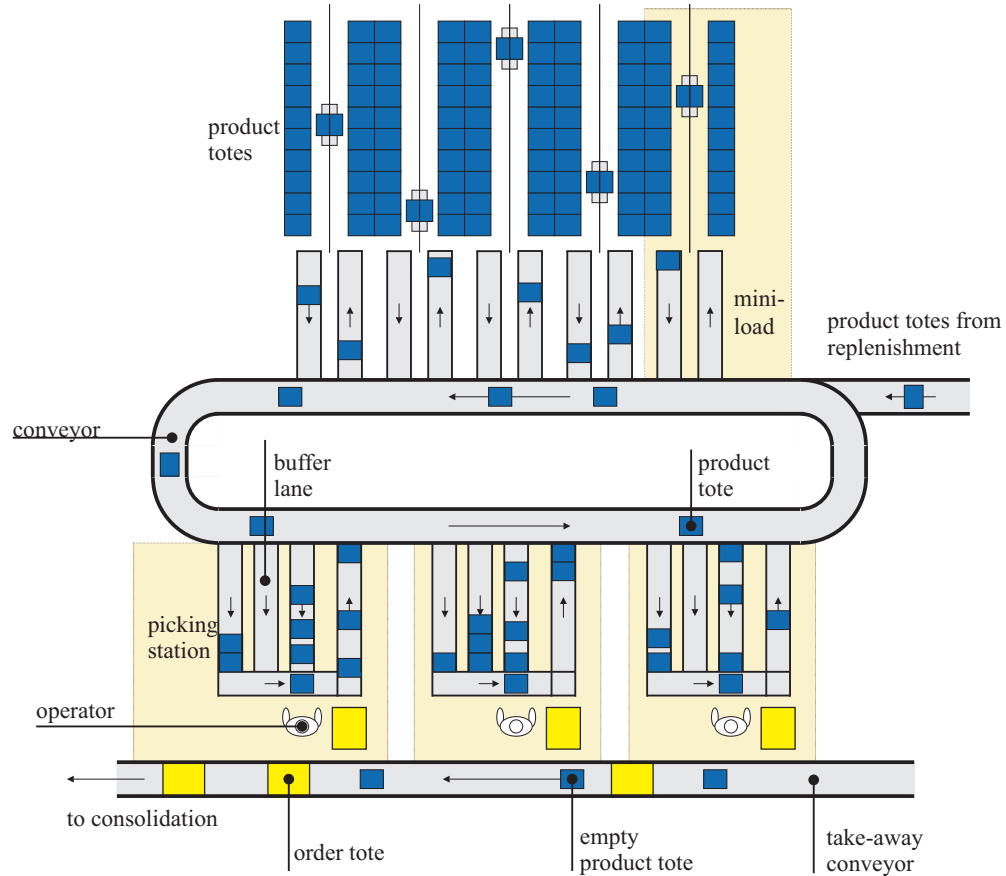 product
totes
mini-
load
product totes from
replenishment
conveyor
buffer
lane
product
tote
picking
station
operator
to consolidation
order tote
empty
product tote
take-away
conveyor